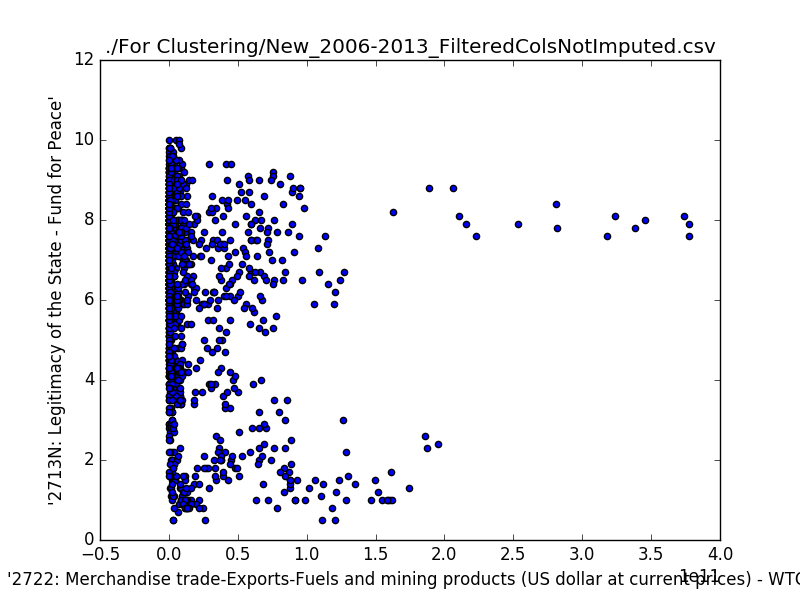 ./For Clustering/New_2006-2013_FilteredColsNotImputed.csv
12
10
8
6
4
2
0
'2713N: Legitimacy of the State - Fund for Peace'
−0.5 0.0 0.5 1.0 1.5 2.0 2.5 3.0 3.5 4.0
1e11
'2722: Merchandise trade-Exports-Fuels and mining products (US dollar at current prices) - WTO